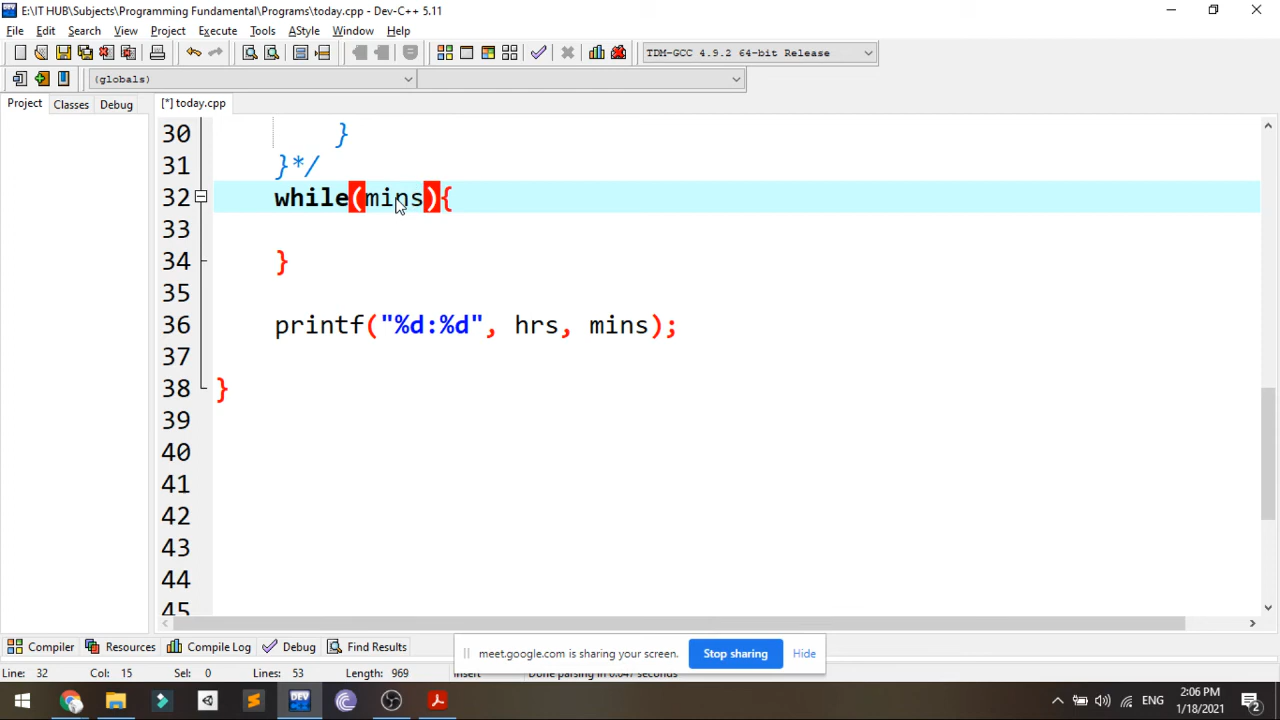 E:\IT HUB\Subjects\Programming Fundamental\Programs\today.cpp - Dev-C++ 5.11
File Edit Search View Project Execute Tools AStyle Window Help
TDM-GCC 4.9.2 64-bit Release
(globals)
Project Classes Debug [*] today.cpp
30 }
31 }*/
32 while(mins){
33
34 }
35
36 printf("%d:%d", hrs, mins);
37
38 }
39
40
41
42
43
44
45
Compiler Resources Compile Log Debug Find Results
meet.google.com is sharing your screen. Stop sharing Hide
Line: 32 Col: 15 Sel: 0 Lines: 53 Length: 969 Insert Done parsing in 0.047 seconds
DEV
ENG 2:06 PM
1/18/2021
2